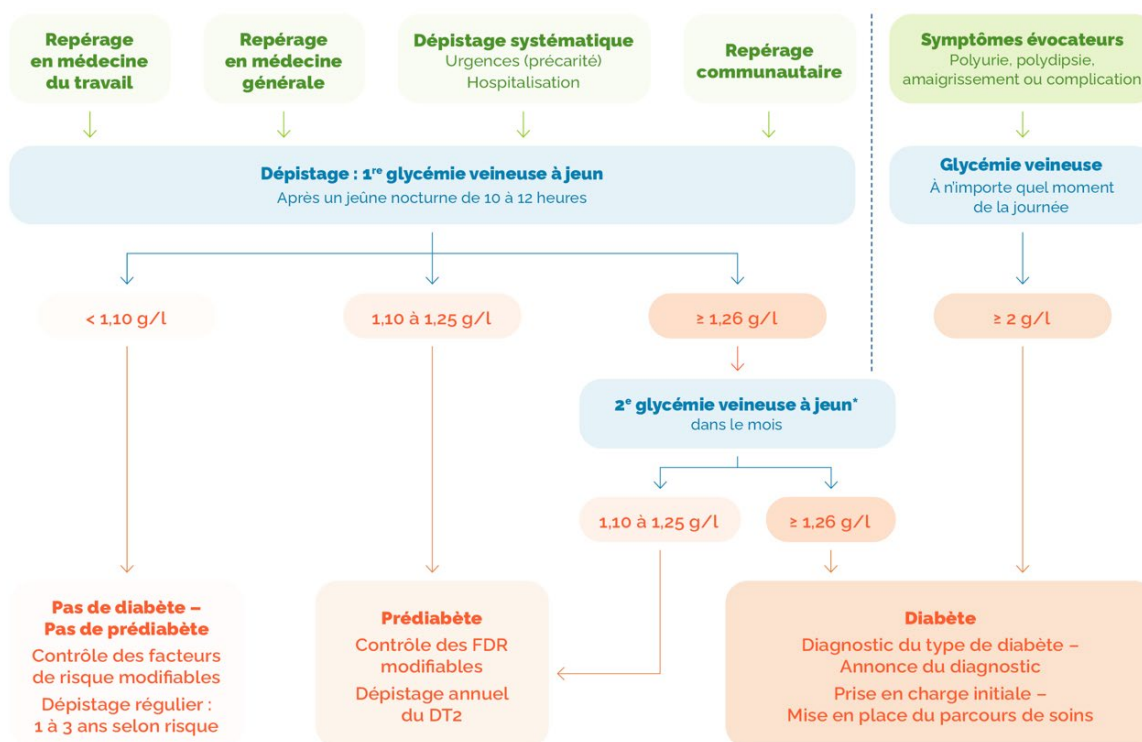 Repérage
en médecine
du travail
Repérage
en médecine
générale
Dépistage systématique
Urgences (précarité)
Hospitalisation
Repérage
communautaire
Symptômes évocateurs
Polyurie, polydipsie,
amaigrissement ou complication
Dépistage : 1re glycémie veineuse à jeun
Après un jeûne nocturne de 10 à 12 heures
Glycémie veineuse
À n'importe quel moment
de la journée
< 1,10 g/l
1,10 à 1,25 g/l
≥ 1,26 g/l
≥ 2 g/l
2e glycémie veineuse à jeun*
dans le mois
1,10 à 1,25 g/l
≥ 1,26 g/l
Pas de diabète –
Pas de prédiabète
Contrôle des facteurs
de risque modifiables
Dépistage régulier :
1 à 3 ans selon risque
Prédiabète
Contrôle des FDR
modifiables
Dépistage annuel
du DT2
Diabète
Diagnostic du type de diabète –
Annonce du diagnostic
Prise en charge initiale –
Mise en place du parcours de soins